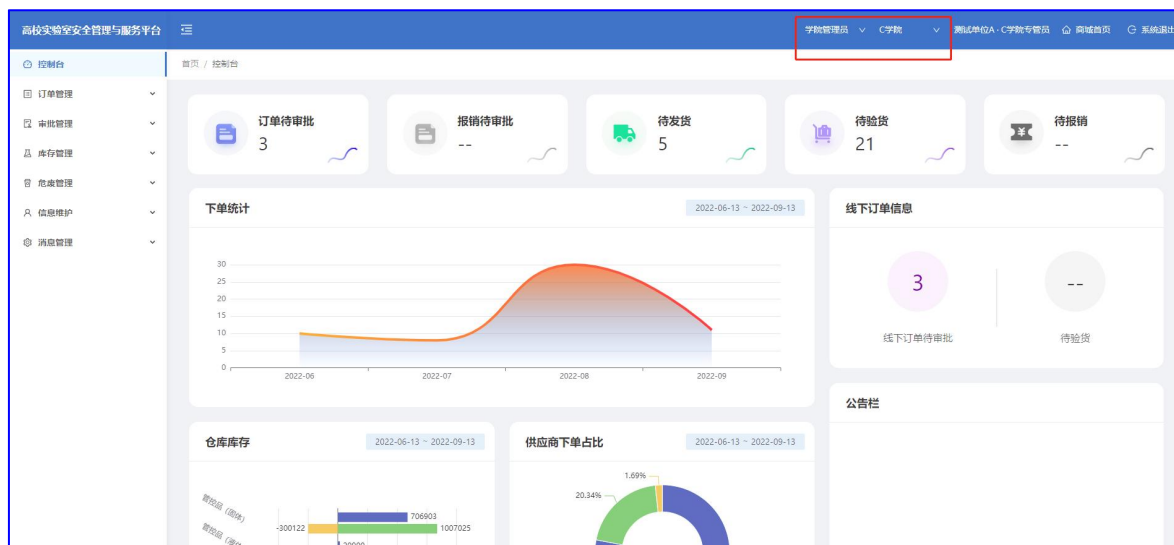 高校实验室安全管理与服务平台
学院管理员 C学院 测试单位A · C学院专管员 商城首页 系统退出
控制台
首页 / 控制台
订单管理
审批管理
库存管理
危废管理
信息维护
消息管理
订单待审批
3
报销待审批
--
待发货
5
待验货
21
待报销
--
下单统计
2022-06-13 ~ 2022-09-13
30
25
20
15
10
5
0
2022-06 2022-07 2022-08 2022-09
线下订单信息
3
线下订单待审批
--
待验货
公告栏
仓库库存
2022-06-13 ~ 2022-09-13
管控品（固体）
706903
-300122
1007025
供应商下单占比
2022-06-13 ~ 2022-09-13
1.69%
20.34%